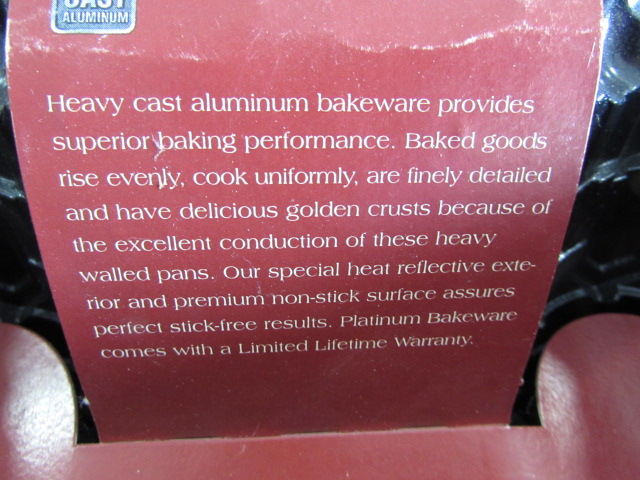 CAST
ALUMINUM
Heavy cast aluminum bakeware provides
superior baking performance. Baked goods
rise evenly, cook uniformly, are finely detailed
and have delicious golden crusts because of
the excellent conduction of these heavy
walled pans. Our special heat reflective exte-
rior and premium non-stick surface assures
perfect stick-free results. Platinum Bakeware
comes with a Limited Lifetime Warranty.